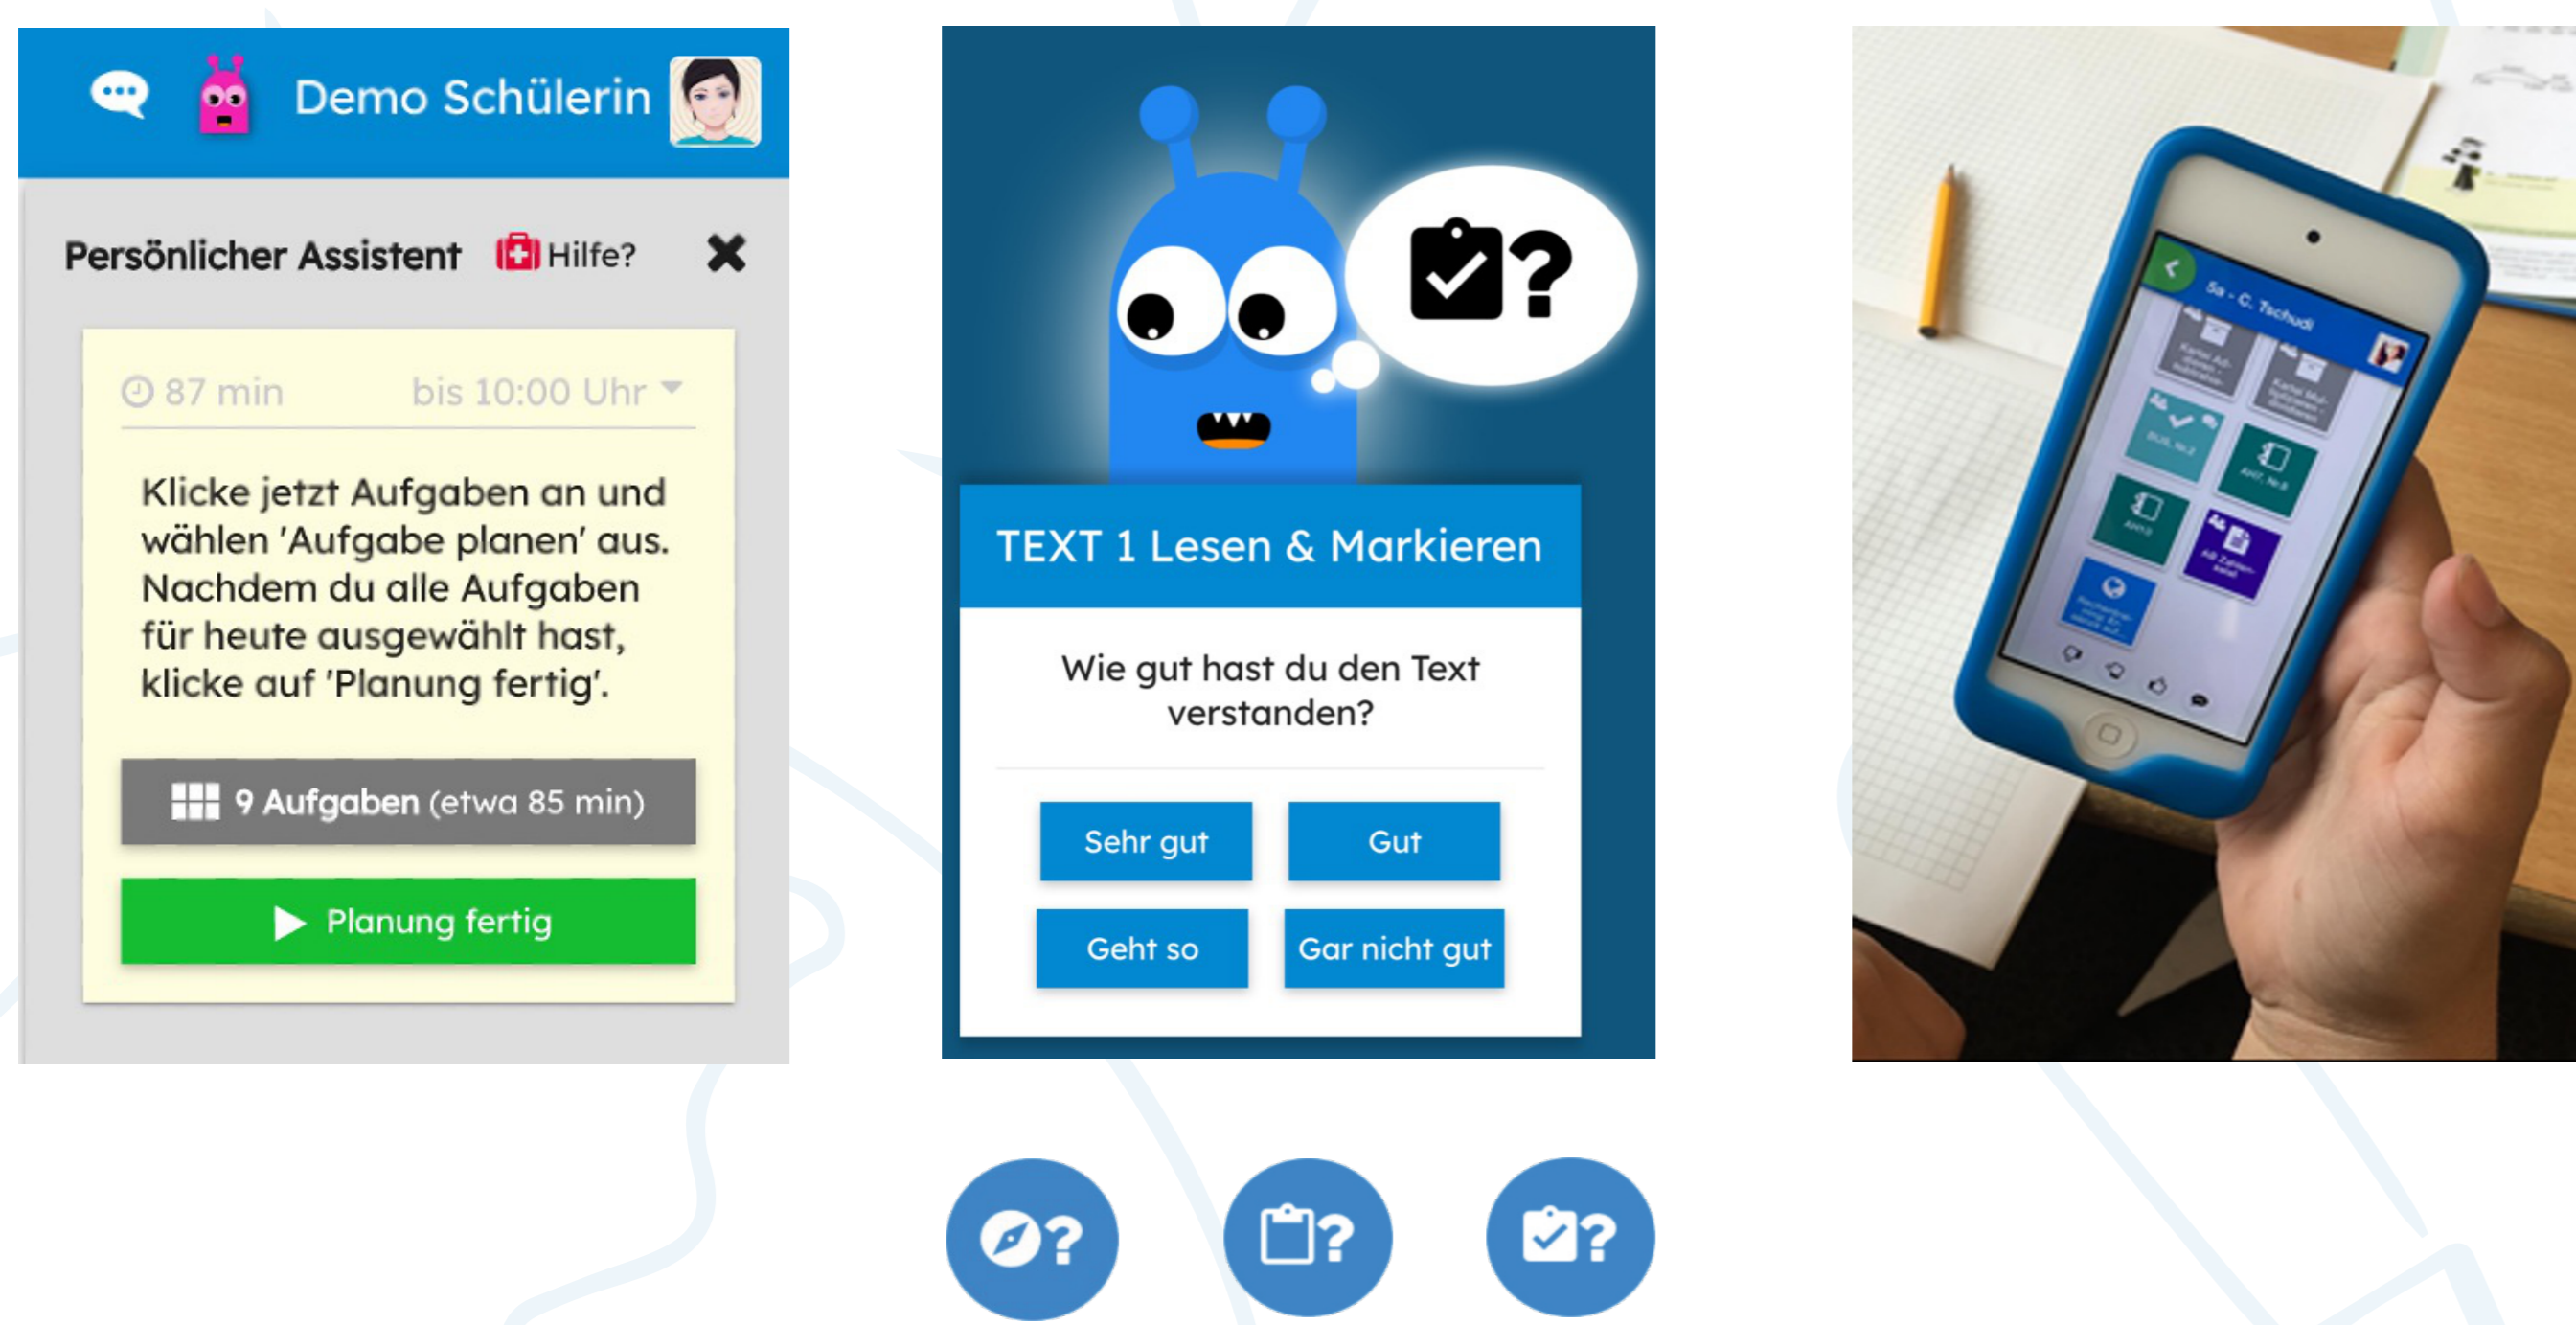 Demo Schülerin
Persönlicher Assistent Hilfe?
87 min bis 10:00 Uhr
Klicke jetzt Aufgaben an und
wählen 'Aufgabe planen' aus.
Nachdem du alle Aufgaben
für heute ausgewählt hast,
klicke auf 'Planung fertig'.
9 Aufgaben (etwa 85 min)
Planung fertig
?
TEXT 1 Lesen & Markieren
Wie gut hast du den Text
verstanden?
Sehr gut Gut
Geht so Gar nicht gut
? ? ?
5a - C. Tschudi